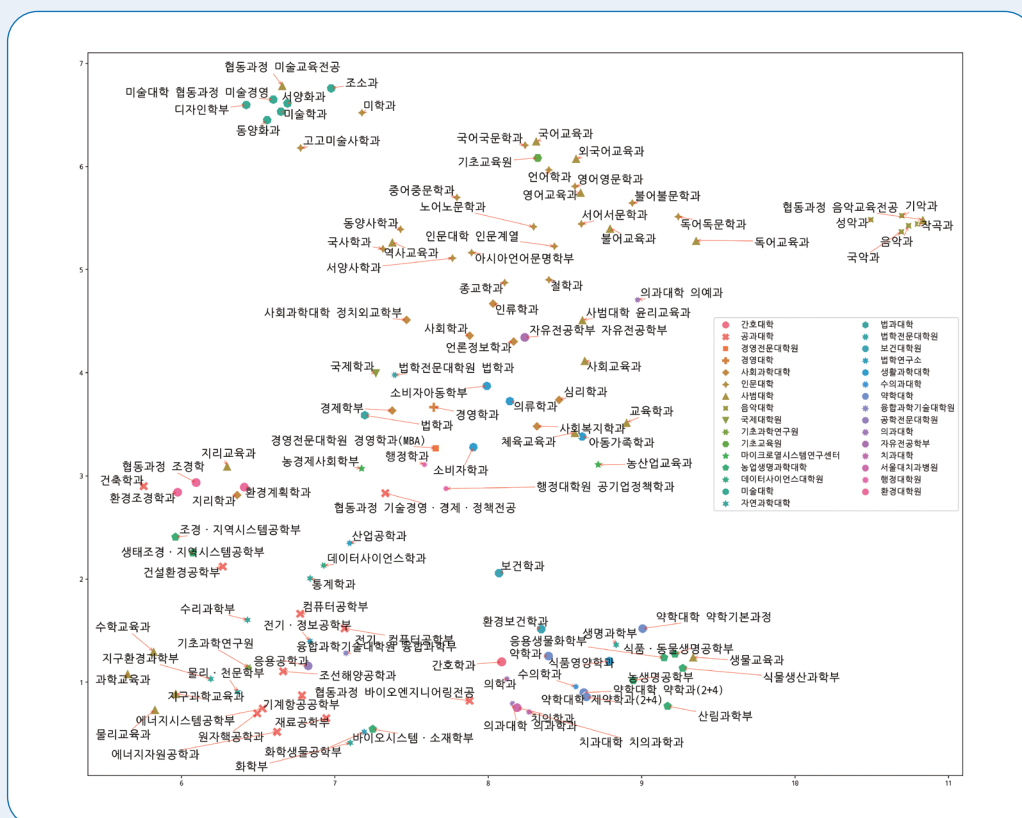 7
협동과정 미술교육전공
조소과
미술대학 협동과정 미술경영
서양화과
디자인학부
미술학과
미학과
동양화과
고고미술사학과
국어국문학과
국어교육과
기초교육원
외국어교육과
6
언어학과
영어영문학과
중어중문학과
영어교육과
불어불문학과
노어노문학과
서어서문학과
독어독문학과
협동과정 음악교육전공
기악과
성악과
작곡과
음악과
국악과
동양사학과
국사학과
역사교육과
인문대학 인문계열
불어교육과
독어교육과
서양사학과
아시아언어문명학부
5
종교학과
철학과
의과대학 의예과
인류학과
사회과학대학 정치외교학부
사범대학 윤리교육과
사회학과
자유전공학부 자유전공학부
언론정보학과
국제학과
법학전문대학원 법학과
사회교육과
4
소비자아동학부
심리학과
경제학부
경영학과
의류학과
교육학과
법학과
사회복지학과
경영전문대학원 경영학과(MBA)
체육교육과
아동가족학과
지리교육과
농경제사회학부
행정학과
소비자학과
농산업교육과
협동과정 조경학
3
건축학과
환경조경학과
지리학과
환경계획학과
행정대학원 공기업정책학과
협동과정 기술경영·경제·정책전공
조경·지역시스템공학부
산업공학과
생태조경·지역시스템공학부
데이터사이언스학과
건설환경공학부
통계학과
보건학과
2
수리과학부
컴퓨터공학부
수학교육과
전기·정보공학부
환경보건학과
약학대학 약학기본과정
기초과학연구원
전기·컴퓨터공학부
융합과학기술대학원 융합과학부
응용생물화학부
생명과학부
지구환경과학부
응용공학과
약학과
식품·동물생명공학부
물리·천문학부
간호학과
식품영양학과
생물교육과
과학교육과
조선해양공학과
수의학과
농생명공학부
식물생산과학부
1
지구과학교육과
협동과정 바이오엔지니어링전공
의학과
약학대학 약학과(2+4)
약학대학 제약학과(2+4)
기계항공공학부
물리교육과
에너지시스템공학부
재료공학부
치의학과
산림과학부
원자핵공학과
의과대학 의과학과
에너지자원공학과
화학생물공학부
바이오시스템·소재학부
치과대학 치의과학과
화학부
6
7
8
9
10
11
간호대학
공과대학
경영전문대학원
경영대학
사회과학대학
인문대학
사범대학
음악대학
국제대학원
기초과학연구원
기초교육원
마이크로열시스템연구센터
농업생명과학대학
데이터사이언스대학원
미술대학
자연과학대학
법과대학
법학전문대학원
보건대학원
법학연구소
생활과학대학
수의과대학
약학대학
융합과학기술대학원
공학전문대학원
의과대학
자유전공학부
치과대학
서울대치과병원
행정대학원
환경대학원